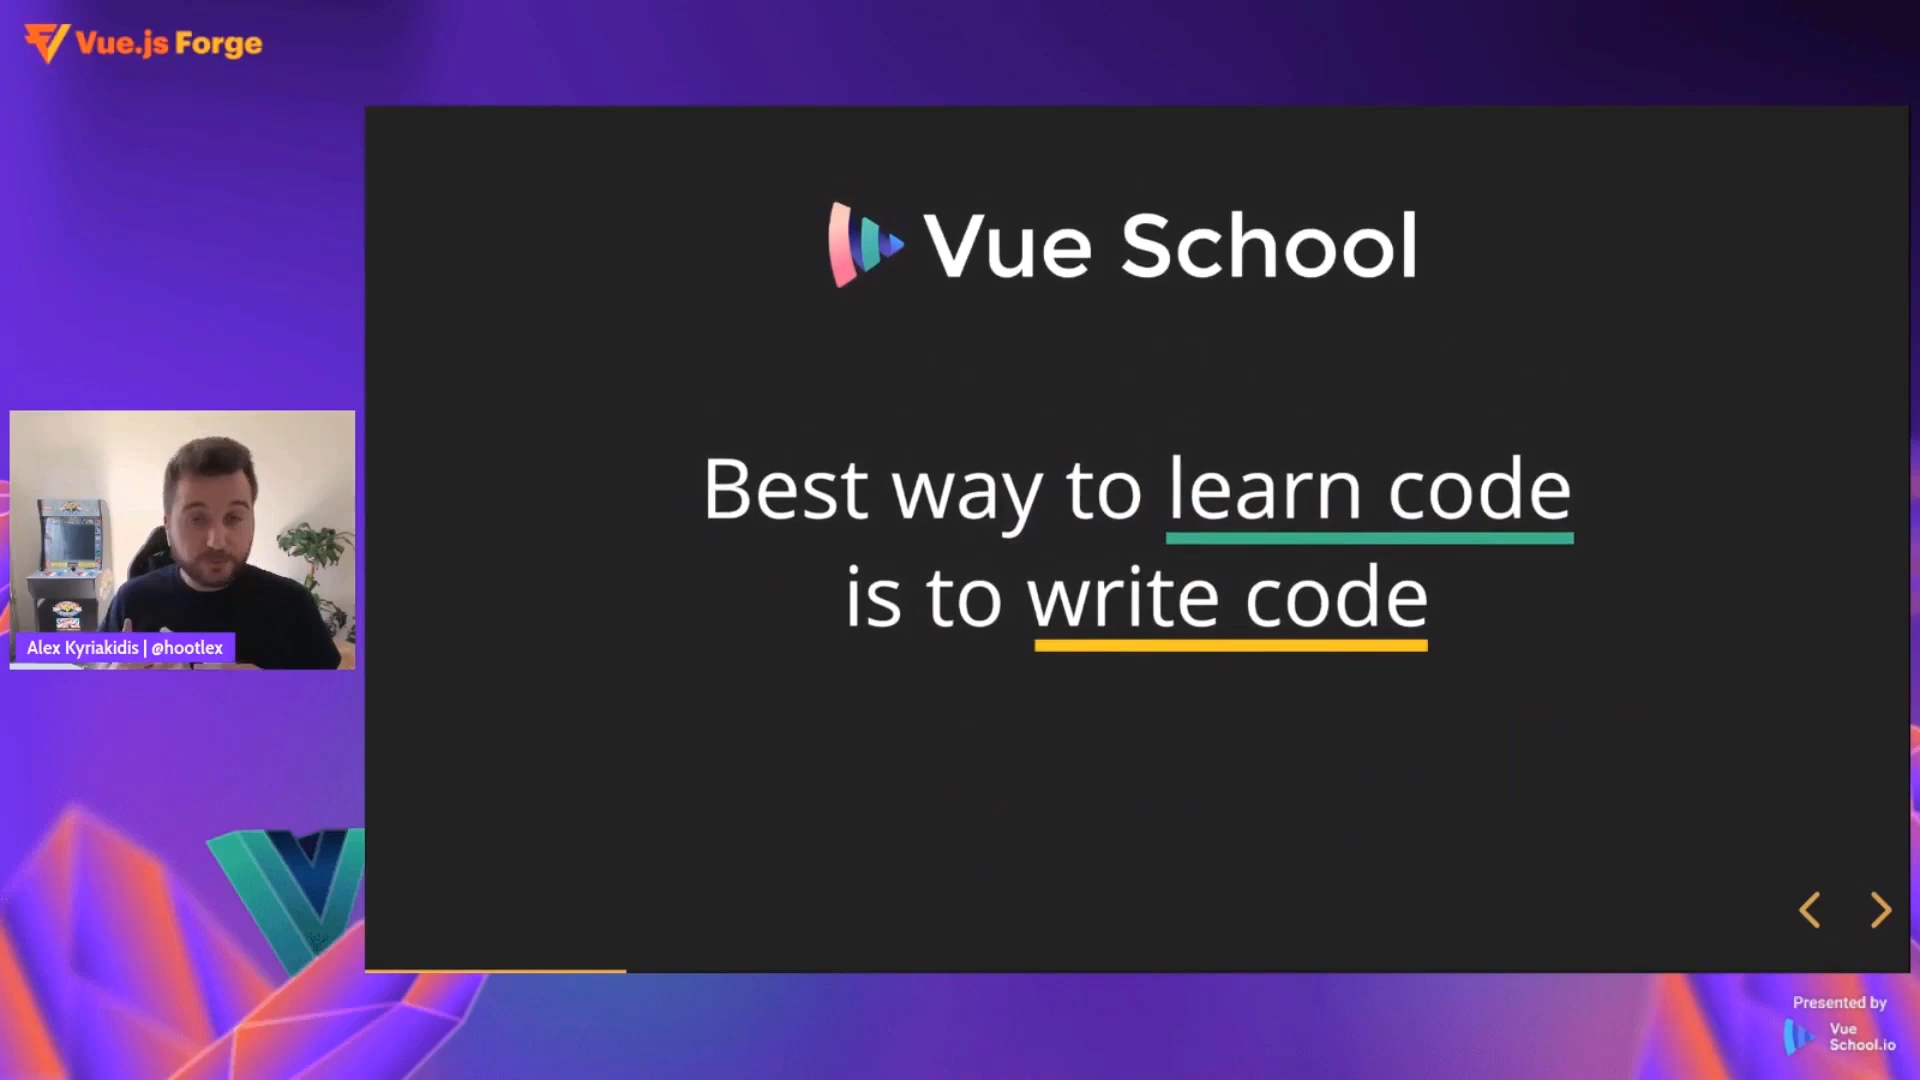 Vue.js Forge
Vue School
Best way to learn code
is to write code
Alex Kyriakidis | @hootlex
Presented by
Vue
School.io